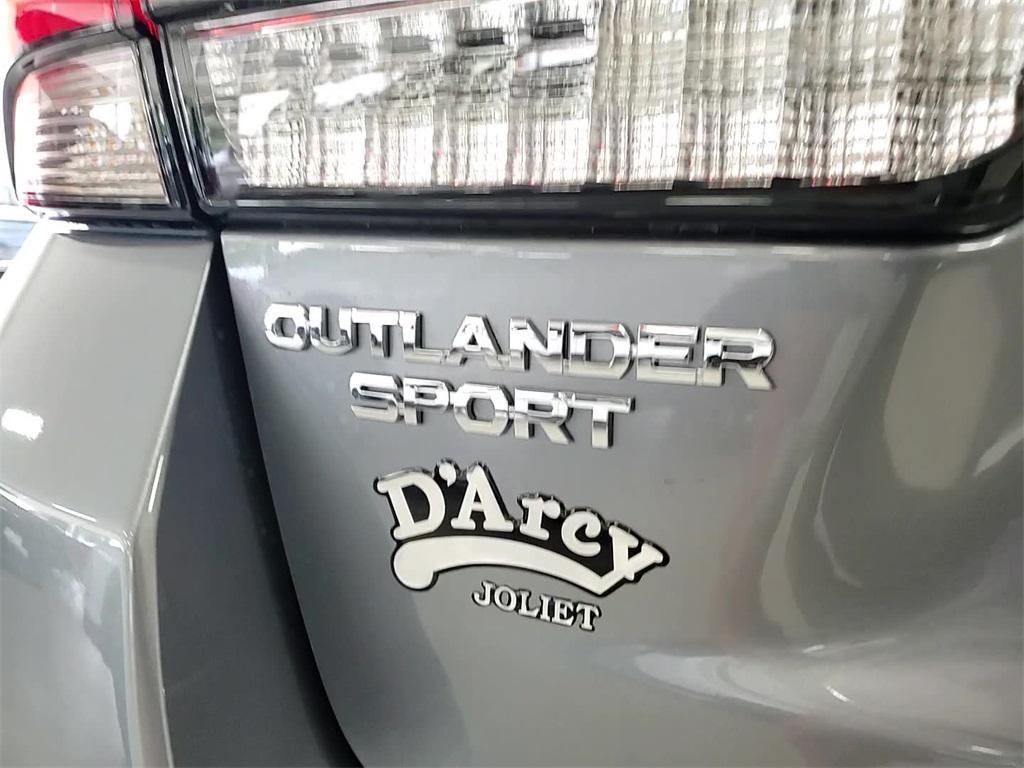 OUTLANDER
SPORT
D'Arcy
JOLIET